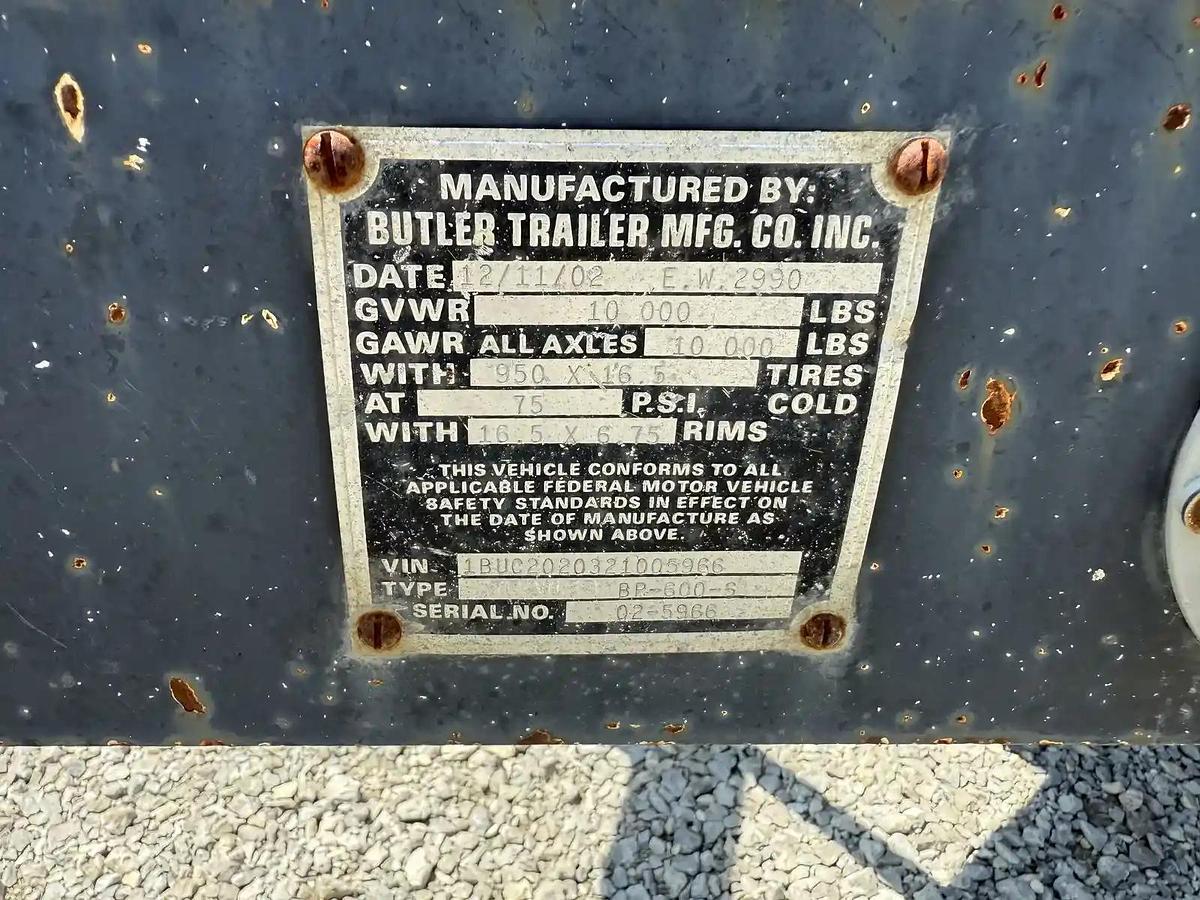 MANUFACTURED BY:
BUTLER TRAILER MFG. CO. INC.
DATE 12/11/02 E.W. 2990
GVWR 10 000 LBS
GAWR ALL AXLES 10 000 LBS
WITH 950 X 16 5 TIRES
AT 75 P.S.I. COLD
WITH 16.5 X 6 75 RIMS
THIS VEHICLE CONFORMS TO ALL
APPLICABLE FEDERAL MOTOR VEHICLE
SAFETY STANDARDS IN EFFECT ON
THE DATE OF MANUFACTURE AS
SHOWN ABOVE.
VIN 1BUC2020321005966
TYPE BP-600-S
SERIAL NO. 02-5966